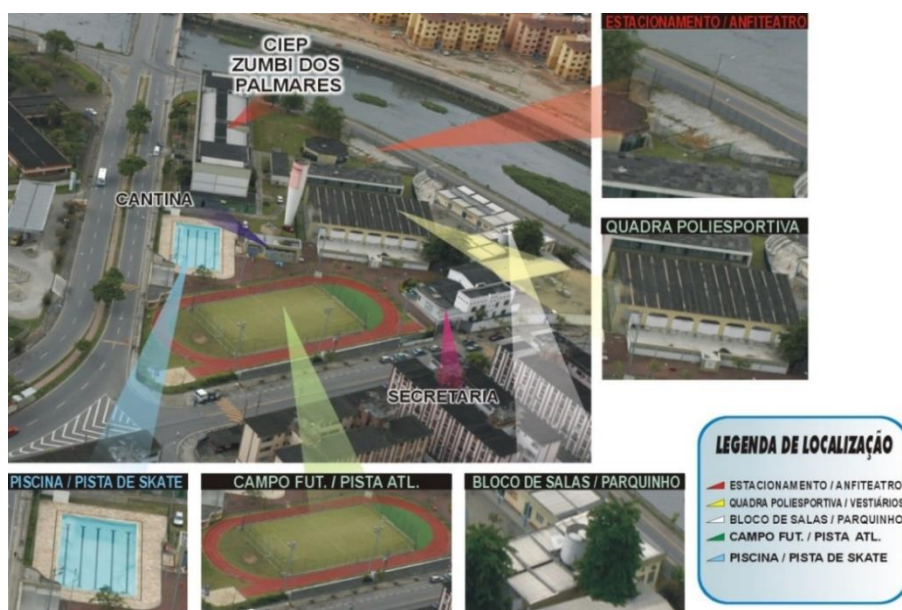 ESTACIONAMENTO / ANFITEATRO
CIEP
ZUMBI DOS
PALMARES
CANTINA
QUADRA POLIESPORTIVA
SECRETARIA
PISCINA / PISTA DE SKATE
CAMPO FUT. / PISTA ATL.
BLOCO DE SALAS / PARQUINHO
LEGENDA DE LOCALIZAÇÃO
ESTACIONAMENTO / ANFITEATRO
QUADRA POLIESPORTIVA / VESTIÁRIOS
BLOCO DE SALAS / PARQUINHO
CAMPO FUT. / PISTA ATL.
PISCINA / PISTA DE SKATE